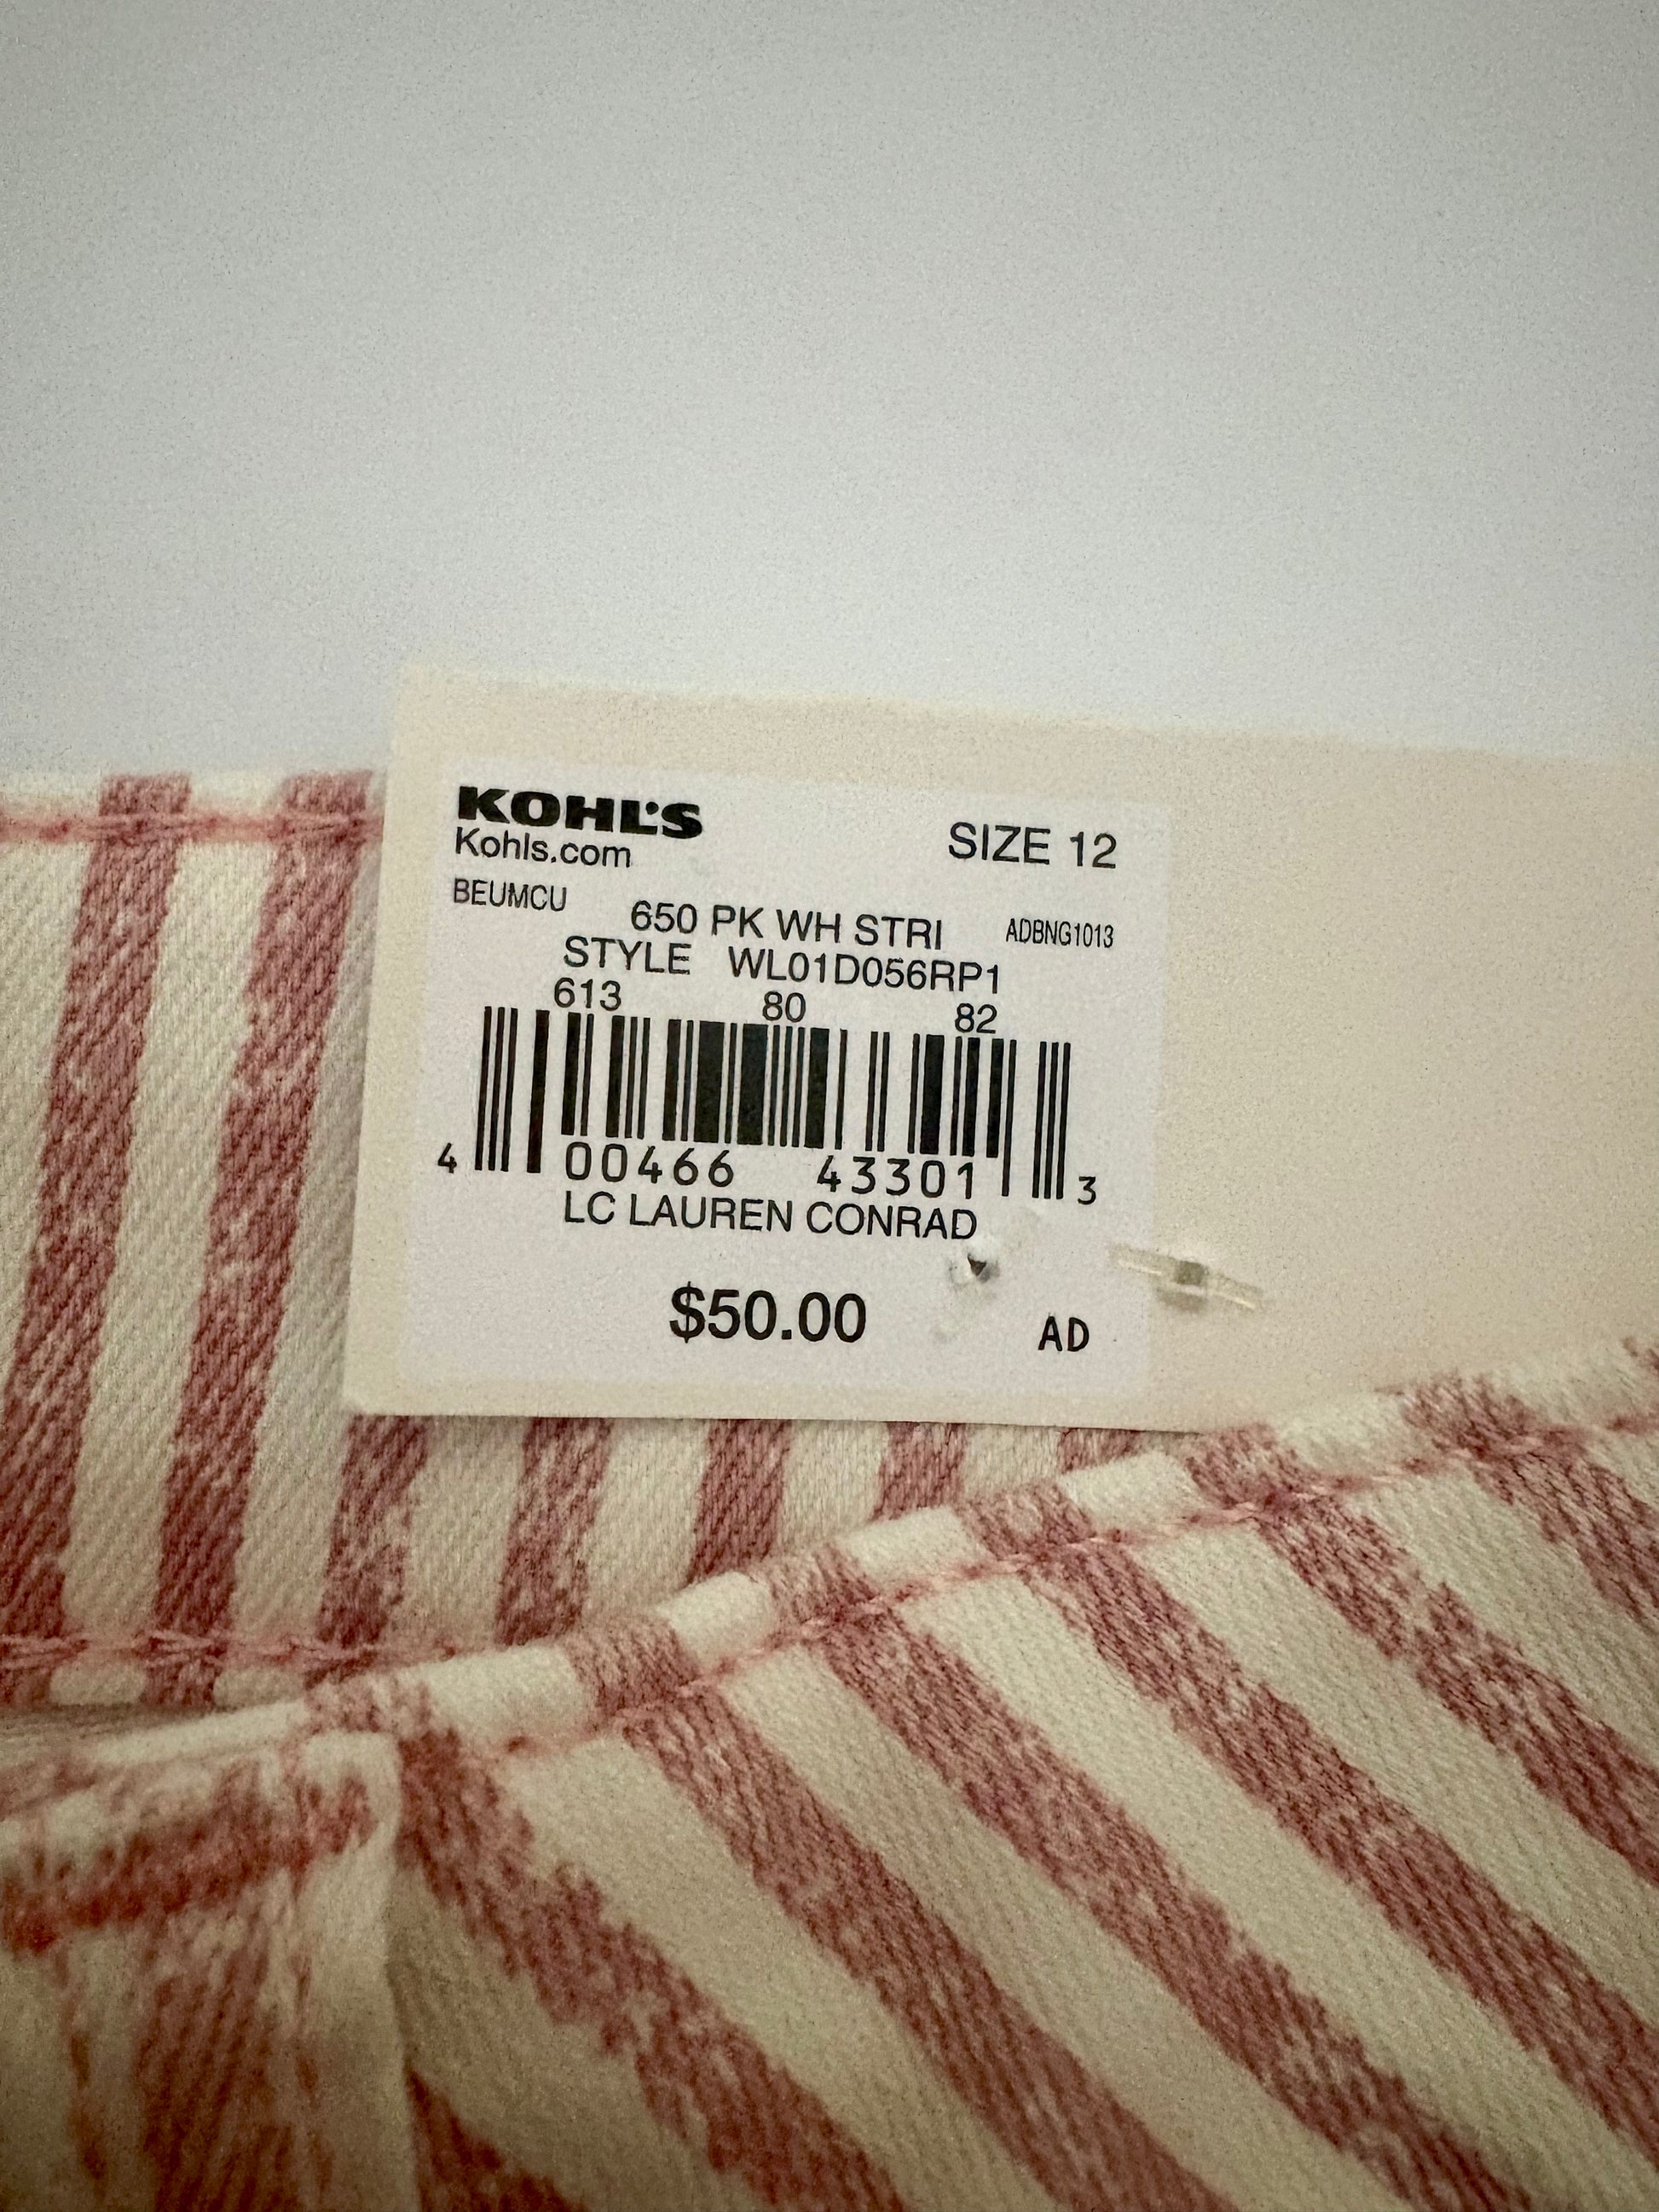 KOHL'S
Kohls.com
SIZE 12
BEUMCU
650 PK WH STRI
ADBNG1013
STYLE WL01D056RP1
613 80 82
4 00466 43301 3
LC LAUREN CONRAD
$50.00
AD